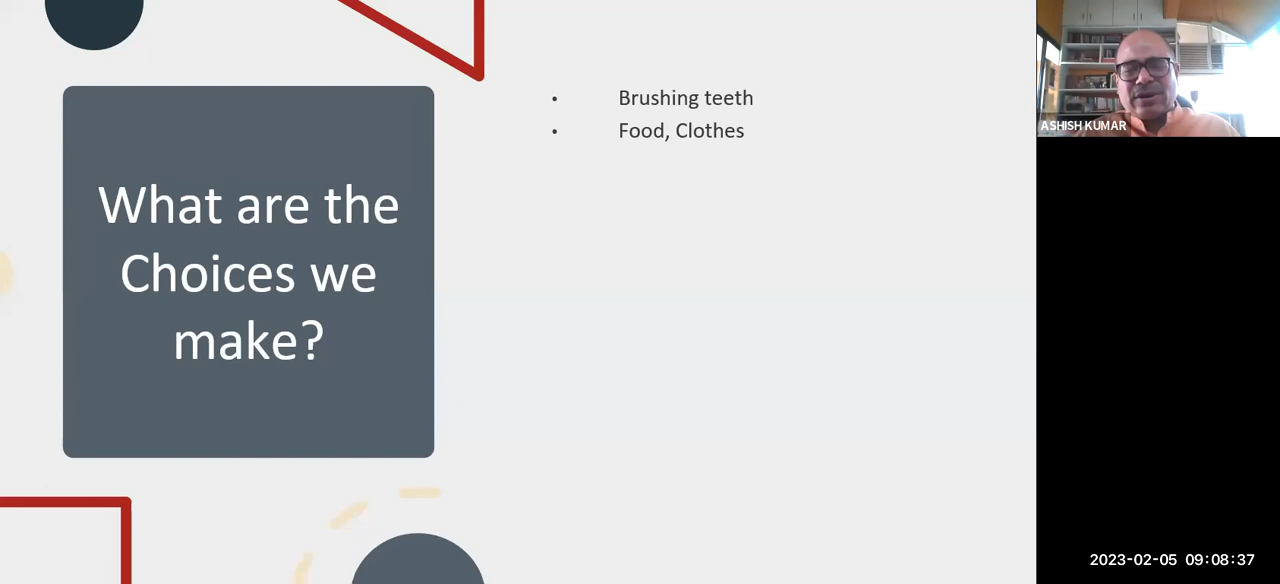 What are the
Choices we
make?
• Brushing teeth
• Food, Clothes
ASHISH KUMAR
2023-02-05 09:08:37